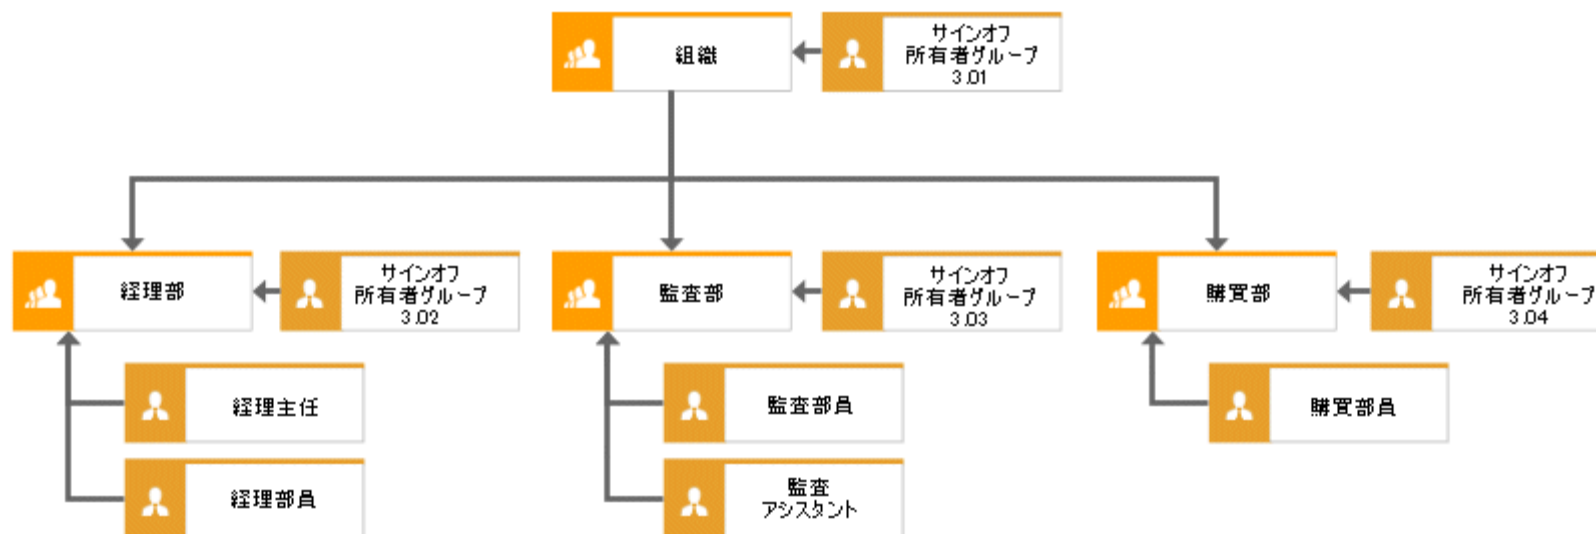 組織
サインオフ
所有者グループ
3.01
経理部
サインオフ
所有者グループ
3.02
監査部
サインオフ
所有者グループ
3.03
購買部
サインオフ
所有者グループ
3.04
経理主任
監査部員
購買部員
経理部員
監査
アシスタント